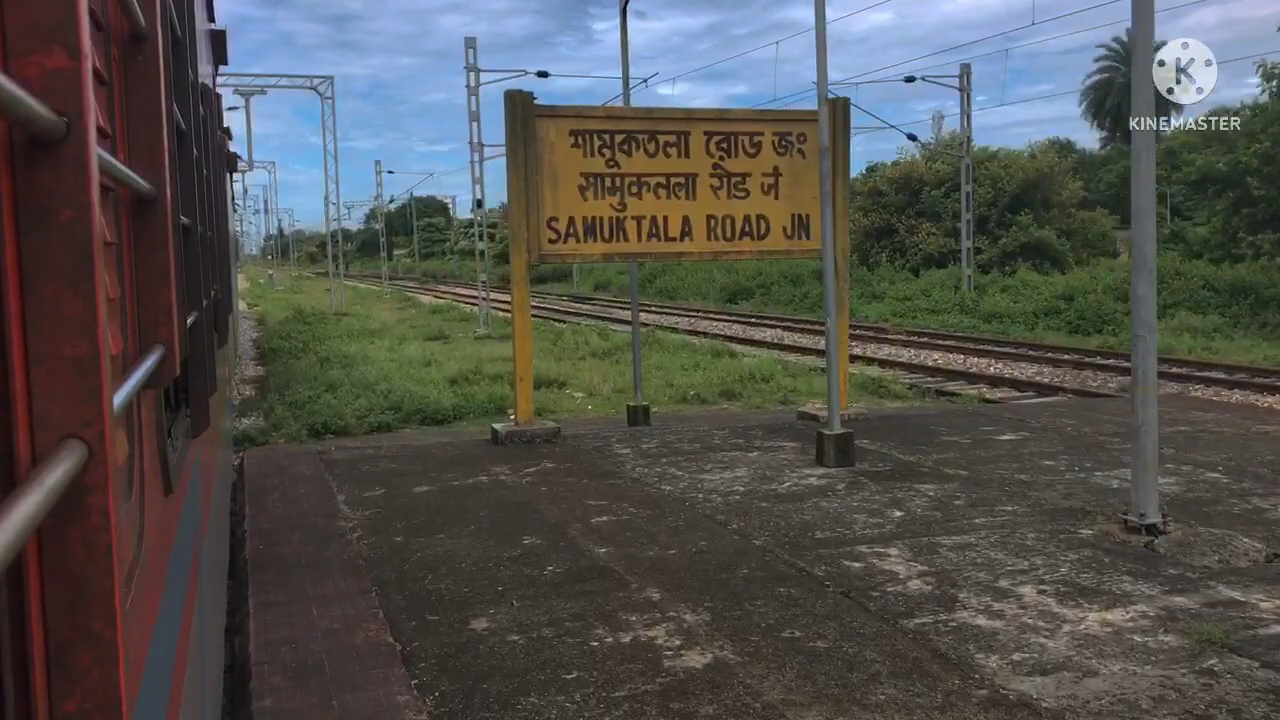 শামুকতলা রোড জং
सामुकतला रोड जं
SAMUKTALA ROAD JN
K
KINEMASTER